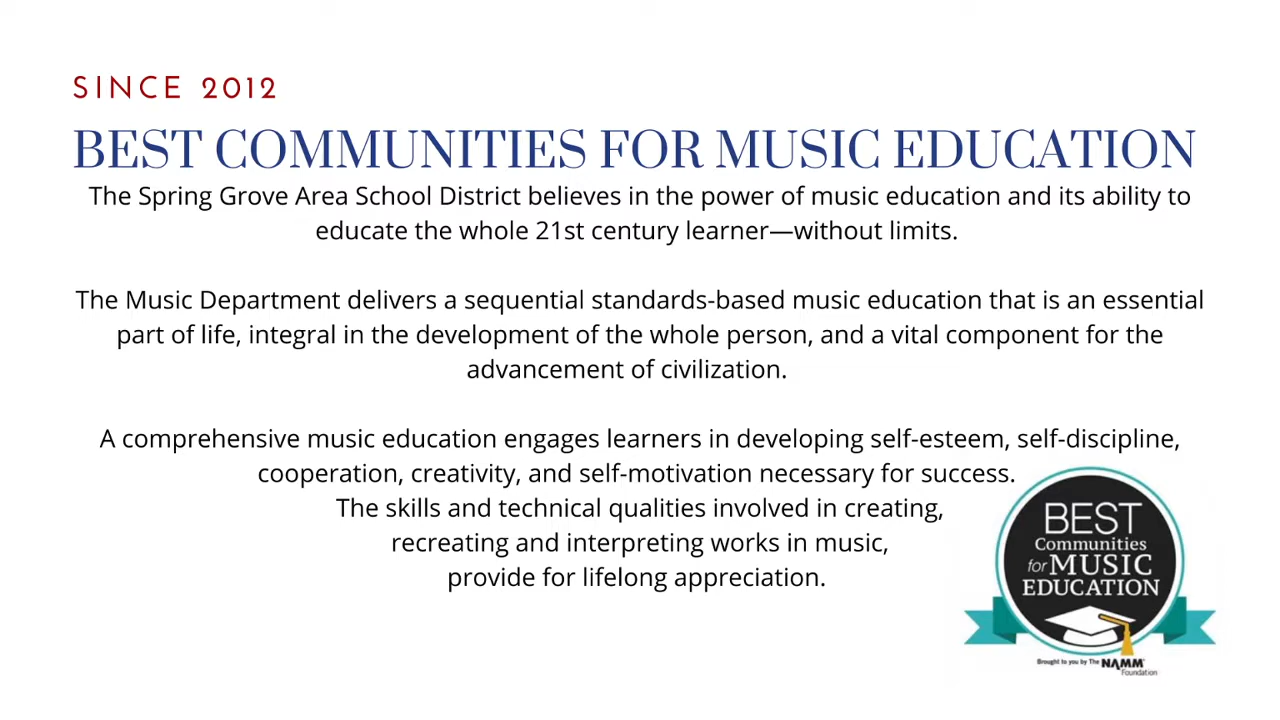 SINCE 2012
BEST COMMUNITIES FOR MUSIC EDUCATION
The Spring Grove Area School District believes in the power of music education and its ability to
educate the whole 21st century learner—without limits.
The Music Department delivers a sequential standards-based music education that is an essential
part of life, integral in the development of the whole person, and a vital component for the
advancement of civilization.
A comprehensive music education engages learners in developing self-esteem, self-discipline,
cooperation, creativity, and self-motivation necessary for success.
The skills and technical qualities involved in creating,
recreating and interpreting works in music,
provide for lifelong appreciation.
BEST
Communities
for MUSIC
EDUCATION
Brought to you by The NAMM
Foundation